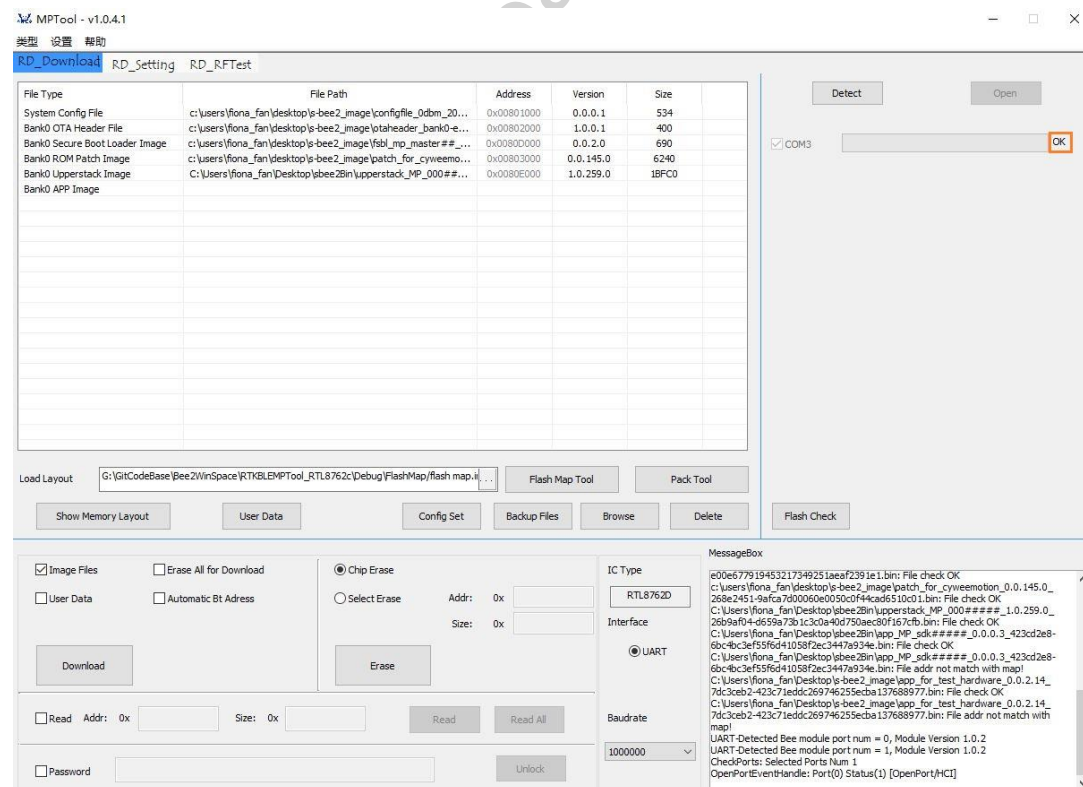 MPTool - v1.0.4.1
类型 设置 帮助
RD_Download RD_Setting RD_RFTest
File Type File Path Address Version Size
System Config File c:\users\fiona_fan\desktop\s-bee2_image\configfile_0dbm_20... 0x00801000 0.0.0.1 534
Bank0 OTA Header File c:\users\fiona_fan\desktop\s-bee2_image\otaheader_bank0-e... 0x00802000 1.0.0.1 400
Bank0 Secure Boot Loader Image c:\users\fiona_fan\desktop\s-bee2_image\fsbl_mp_master##_... 0x0080D000 0.0.2.0 690
Bank0 ROM Patch Image c:\users\fiona_fan\desktop\s-bee2_image\patch_for_cyweemo... 0x00803000 0.0.145.0 6240
Bank0 Upperstack Image C:\Users\fiona_fan\Desktop\sbee2Bin\upperstack_MP_000##... 0x0080E000 1.0.259.0 1BFC0
Bank0 APP Image
Detect Open
COM3 OK
Load Layout G:\GitCodeBase\Bee2WinSpace\RTKBLEMPTool_RTL8762c\Debug\FlashMap/flash map.i ... Flash Map Tool Pack Tool
Show Memory Layout User Data Config Set Backup Files Browse Delete Flash Check
Image Files Erase All for Download Chip Erase IC Type
User Data Automatic Bt Adress Select Erase Addr: 0x RTL8762D
Size: 0x Interface
UART
Download Erase
Read Addr: 0x Size: 0x Read Read All Baudrate
1000000
Password Unlock
MessageBox
e00e677919453217349251aeaf2391e1.bin: File check OK
c:\users\fiona_fan\desktop\s-bee2_image\patch_for_cyweemotion_0.0.145.0_
268e2451-9afca7d00060e0050c0f44cad6510c01.bin: File check OK
C:\Users\fiona_fan\Desktop\sbee2Bin\upperstack_MP_000#####_1.0.259.0_
26b9af04-d659a73b1c3c0a40d750aec80f167cfb.bin: File check OK
C:\Users\fiona_fan\Desktop\sbee2Bin\app_MP_sdk#####_0.0.0.3_423cd2e8-
6bc4bc3ef55f6d41058f2ec3447a934e.bin: File check OK
C:\Users\fiona_fan\Desktop\sbee2Bin\app_MP_sdk#####_0.0.0.3_423cd2e8-
6bc4bc3ef55f6d41058f2ec3447a934e.bin: File addr not match with map!
C:\Users\fiona_fan\Desktop\s-bee2_image\app_for_test_hardware_0.0.2.14_
7dc3ceb2-423c71eddc269746255ecba137688977.bin: File check OK
C:\Users\fiona_fan\Desktop\s-bee2_image\app_for_test_hardware_0.0.2.14_
7dc3ceb2-423c71eddc269746255ecba137688977.bin: File addr not match with
map!
UART-Detected Bee module port num = 0, Module Version 1.0.2
UART-Detected Bee module port num = 1, Module Version 1.0.2
CheckPorts: Selected Ports Num 1
OpenPortEventHandle: Port(0) Status(1) [OpenPort/HCI]